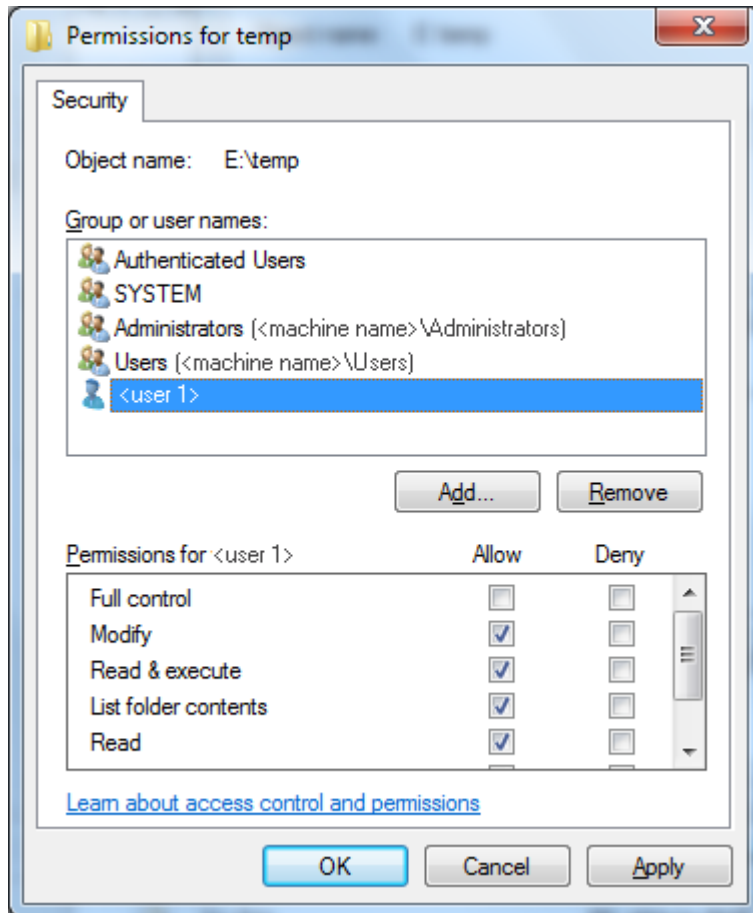 Permissions for temp
Security
Object name: E:\temp
Group or user names:
Authenticated Users
SYSTEM
Administrators (<machine name>\Administrators)
Users (<machine name>\Users)
<user 1>
Add... Remove
Permissions for <user 1> Allow Deny
Full control
Modify
Read & execute
List folder contents
Read
Learn about access control and permissions
OK Cancel Apply